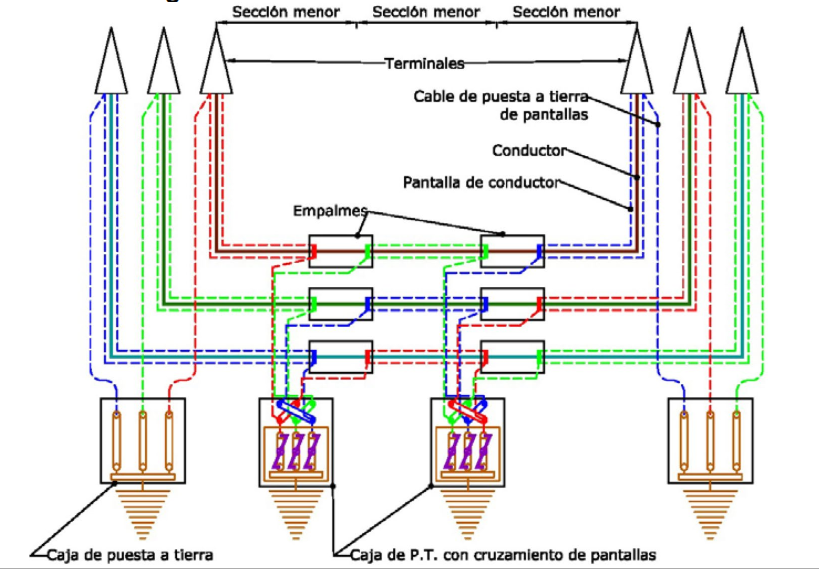 Sección menor
Sección menor
Sección menor
Terminales
Cable de puesta a tierra
de pantallas
Conductor
Pantalla de conductor
Empalmes
Caja de puesta a tierra
Caja de P.T. con cruzamiento de pantallas